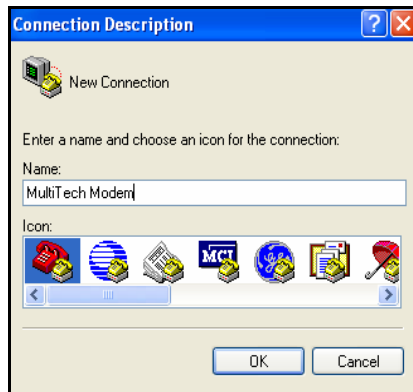 Connection Description
New Connection
Enter a name and choose an icon for the connection:
Name:
MultiTech Modem
Icon:
MCI
OK
Cancel